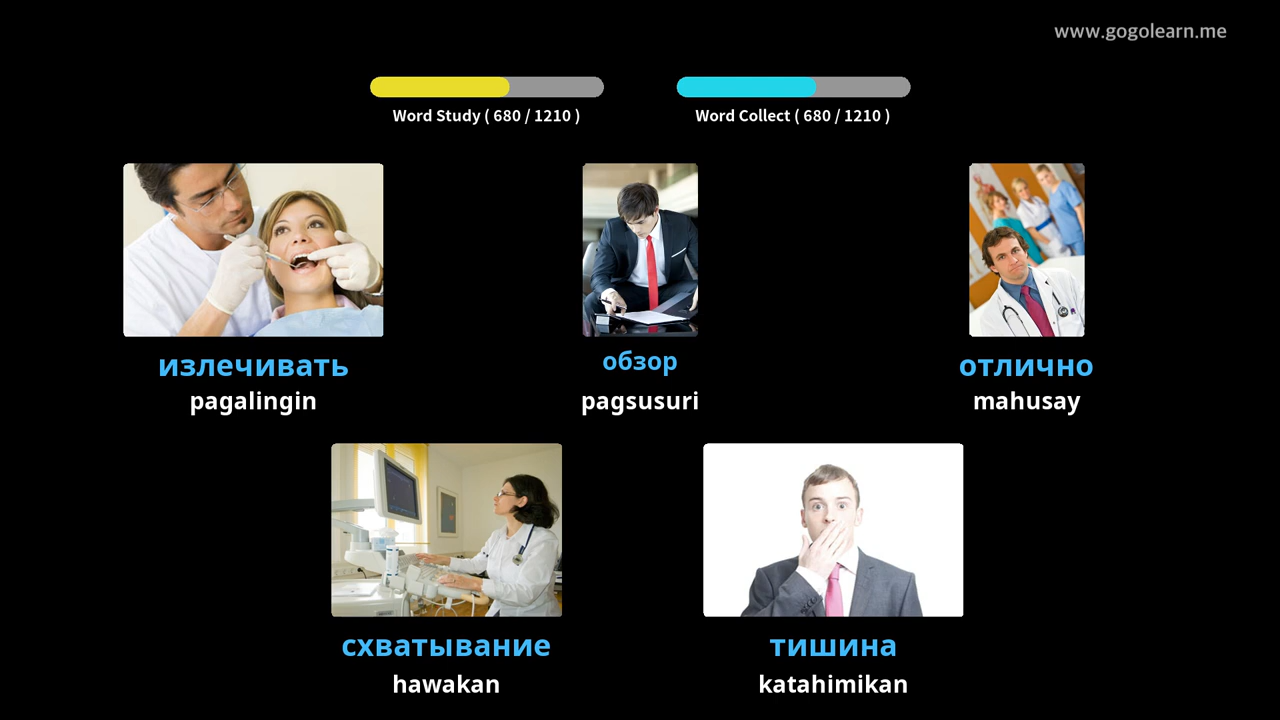 www.gogolearn.me
Word Study ( 680 / 1210 )
Word Collect ( 680 / 1210 )
излечивать
pagalingin
обзор
pagsusuri
отлично
mahusay
схватывание
hawakan
тишина
katahimikan